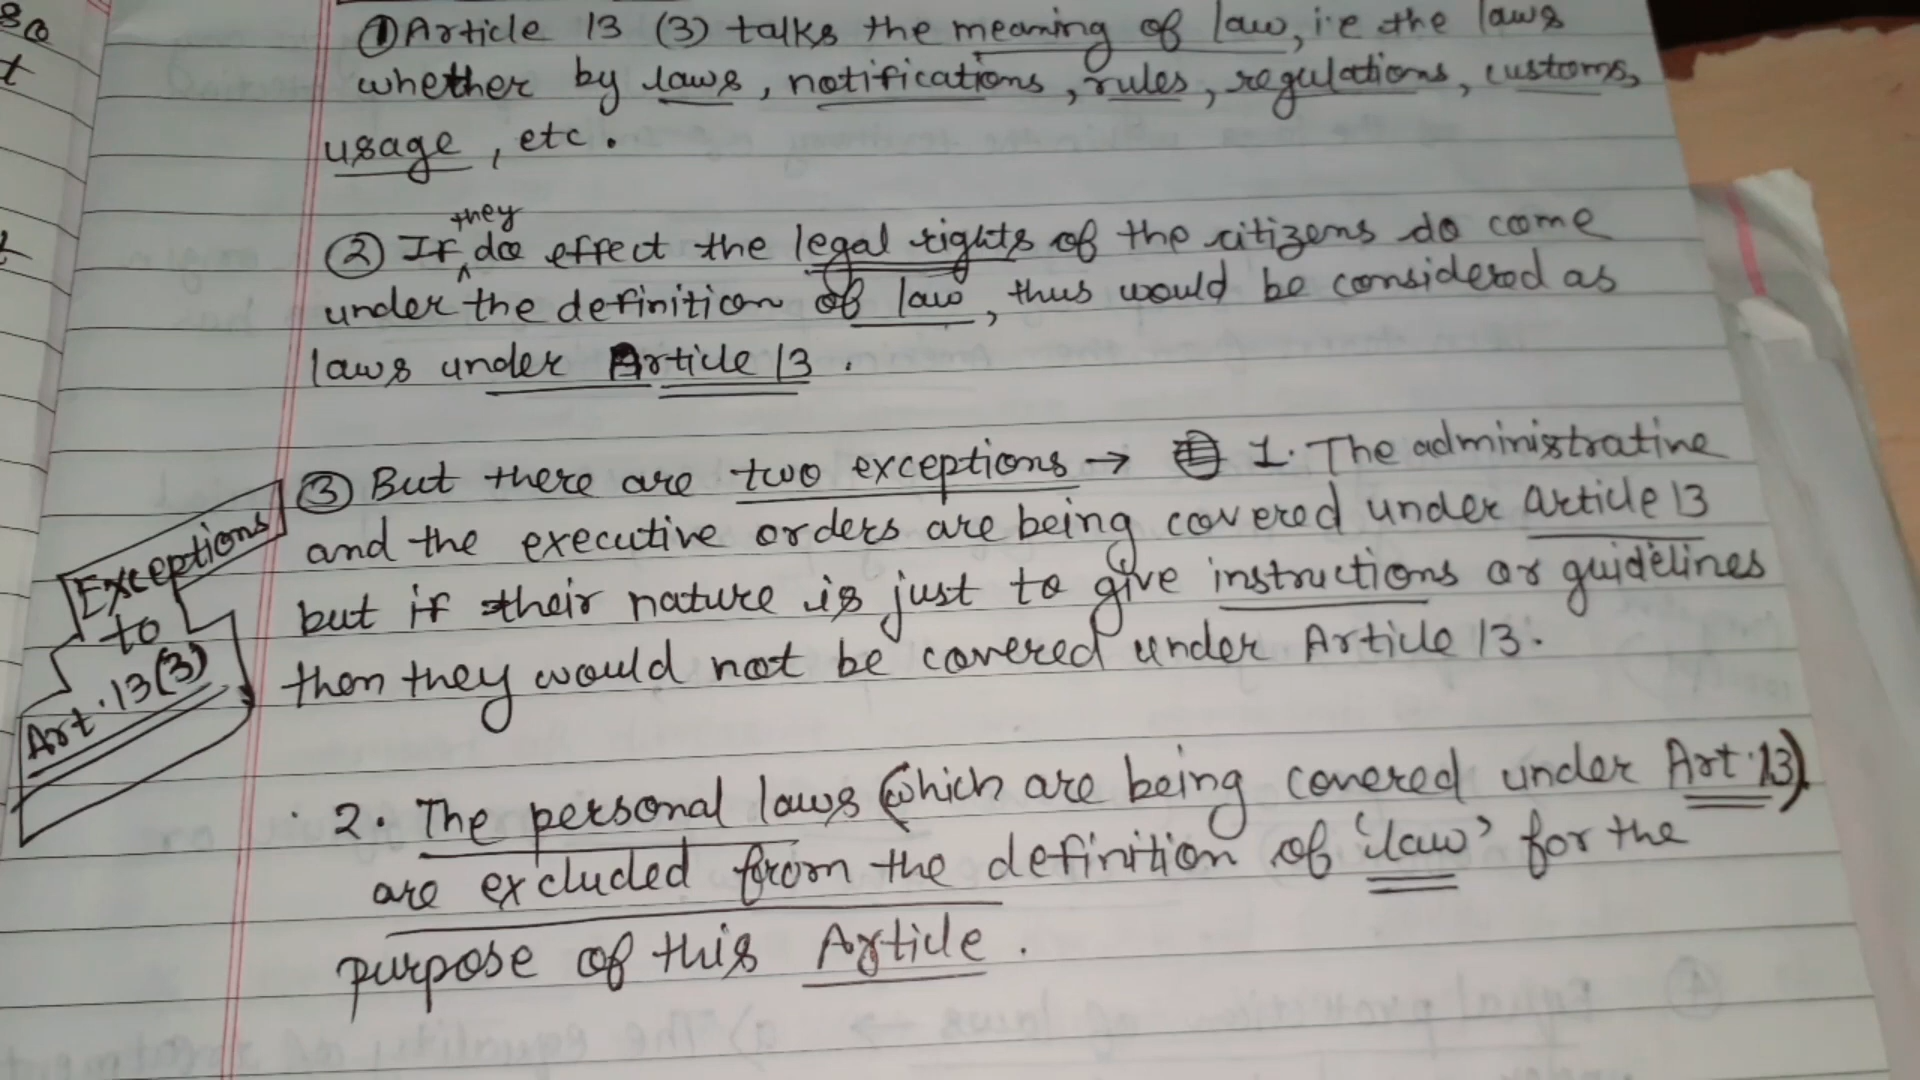 ① Article 13 (3) talks the meaning of law, i.e the laws
whether by laws, notifications, rules, regulations, customs,
usage, etc.
they
② If do effect the legal rights of the citizens do come
under the definition of law, thus would be considered as
laws under Article 13.
③ But there are two exceptions → 1. The administrative
and the executive orders are being covered under article 13
but if their nature is just to give instructions or guidelines
then they would not be covered under Article 13.
Exceptions
to
Art. 13(3)
2. The personal laws (which are being covered under Art. 13)
are excluded from the definition of 'law' for the
purpose of this Article.